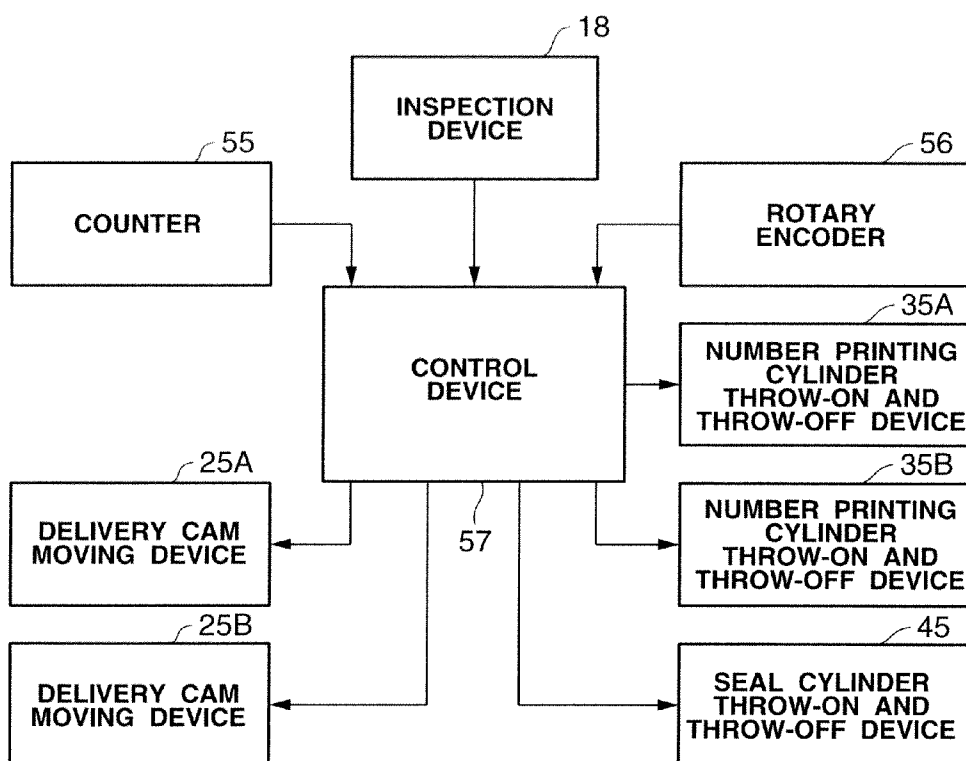 18
INSPECTION
DEVICE
55
COUNTER
56
ROTARY
ENCODER
CONTROL
DEVICE
57
35A
NUMBER PRINTING
CYLINDER
THROW-ON AND
THROW-OFF DEVICE
25A
DELIVERY CAM
MOVING DEVICE
35B
NUMBER PRINTING
CYLINDER
THROW-ON AND
THROW-OFF DEVICE
25B
DELIVERY CAM
MOVING DEVICE
45
SEAL CYLINDER
THROW-ON AND
THROW-OFF DEVICE